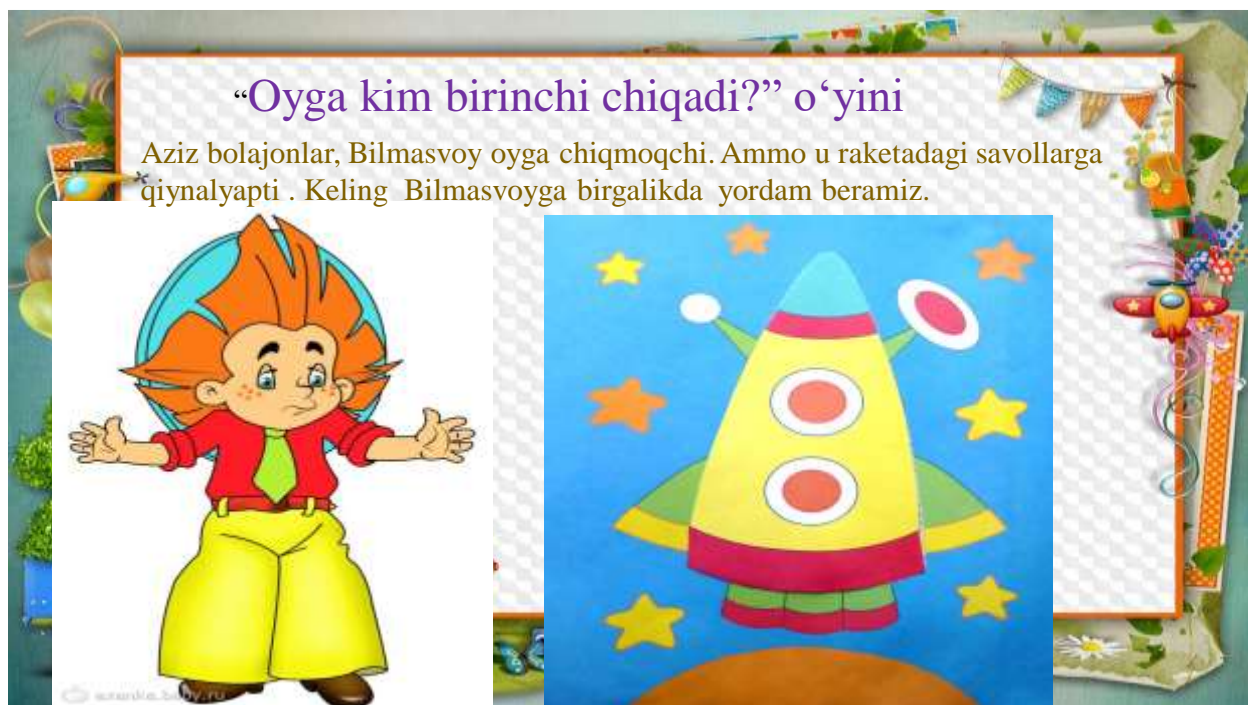 “Oyga kim birinchi chiqadi?” o‘yini
Aziz bolajonlar, Bilmasvoy oyga chiqmoqchi. Ammo u raketadagi savollarga
qiynalyapti . Keling Bilmasvoyga birgalikda yordam beramiz.